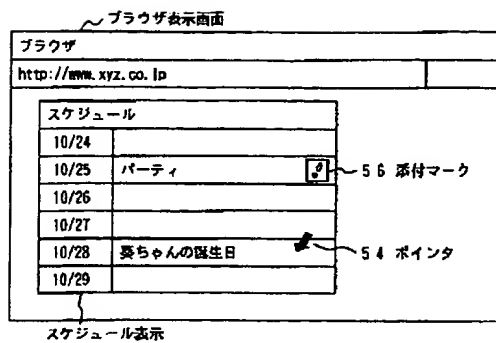 ブラウザ表示画面
ブラウザ
http://www.xyz.co.jp
スケジュール
10/24
10/25 パーティ
56 添付マーク
10/26
10/27
10/28 葵ちゃんの誕生日
54 ポインタ
10/29
スケジュール表示